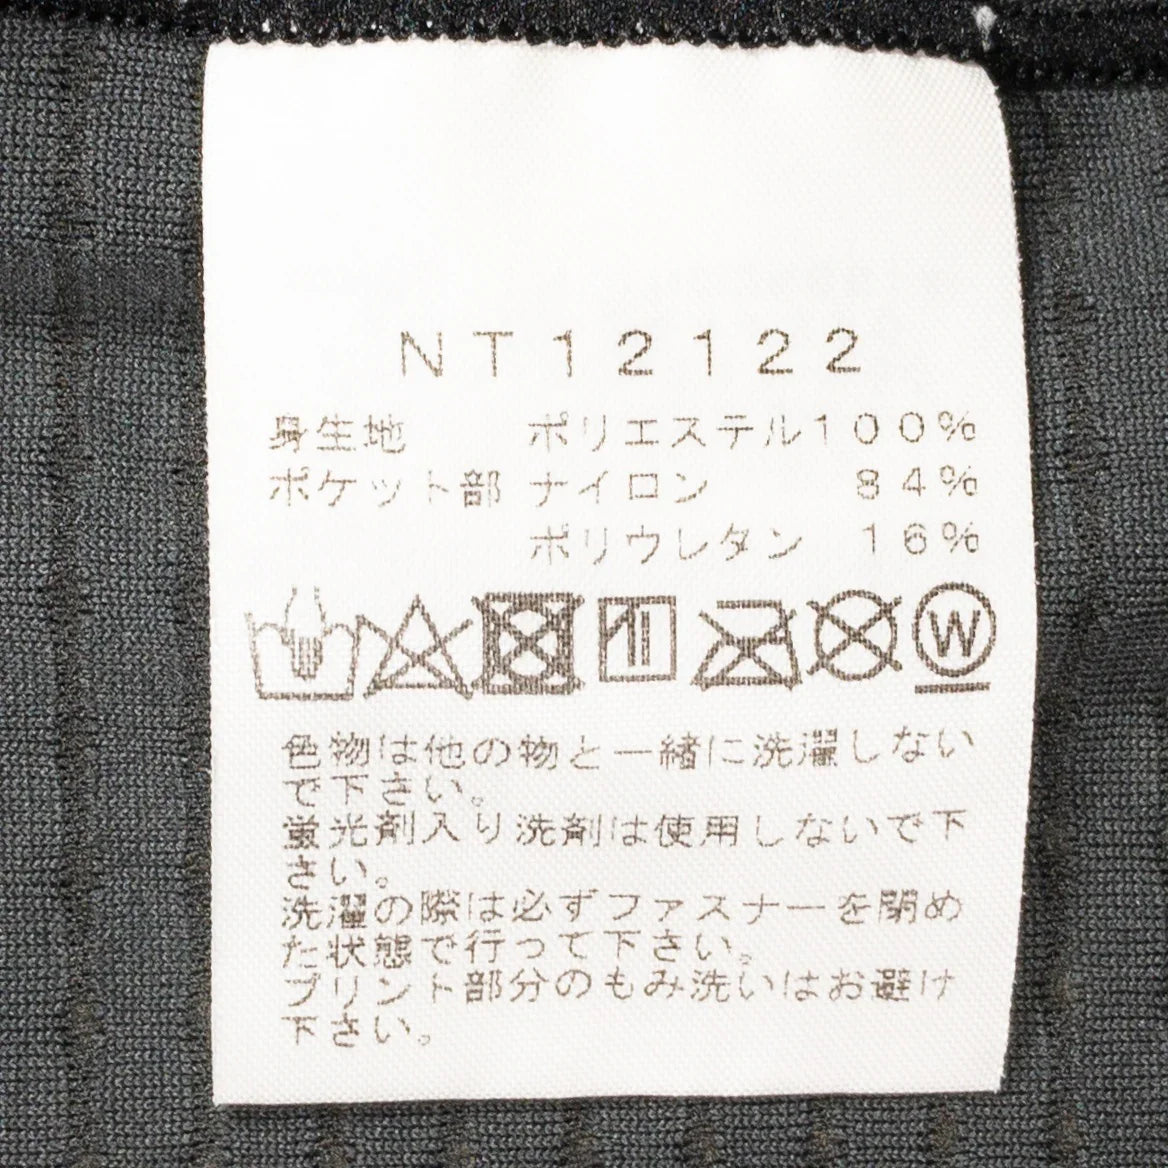 NT12122
身生地 ポリエステル100%
ポケット部 ナイロン 84%
ポリウレタン 16%
W
色物は他の物と一緒に洗濯しない
で下さい。
蛍光剤入り洗剤は使用しないで下
さい。
洗濯の際は必ずファスナーを閉め
た状態で行って下さい。
プリント部分のもみ洗いはお避け
下さい。